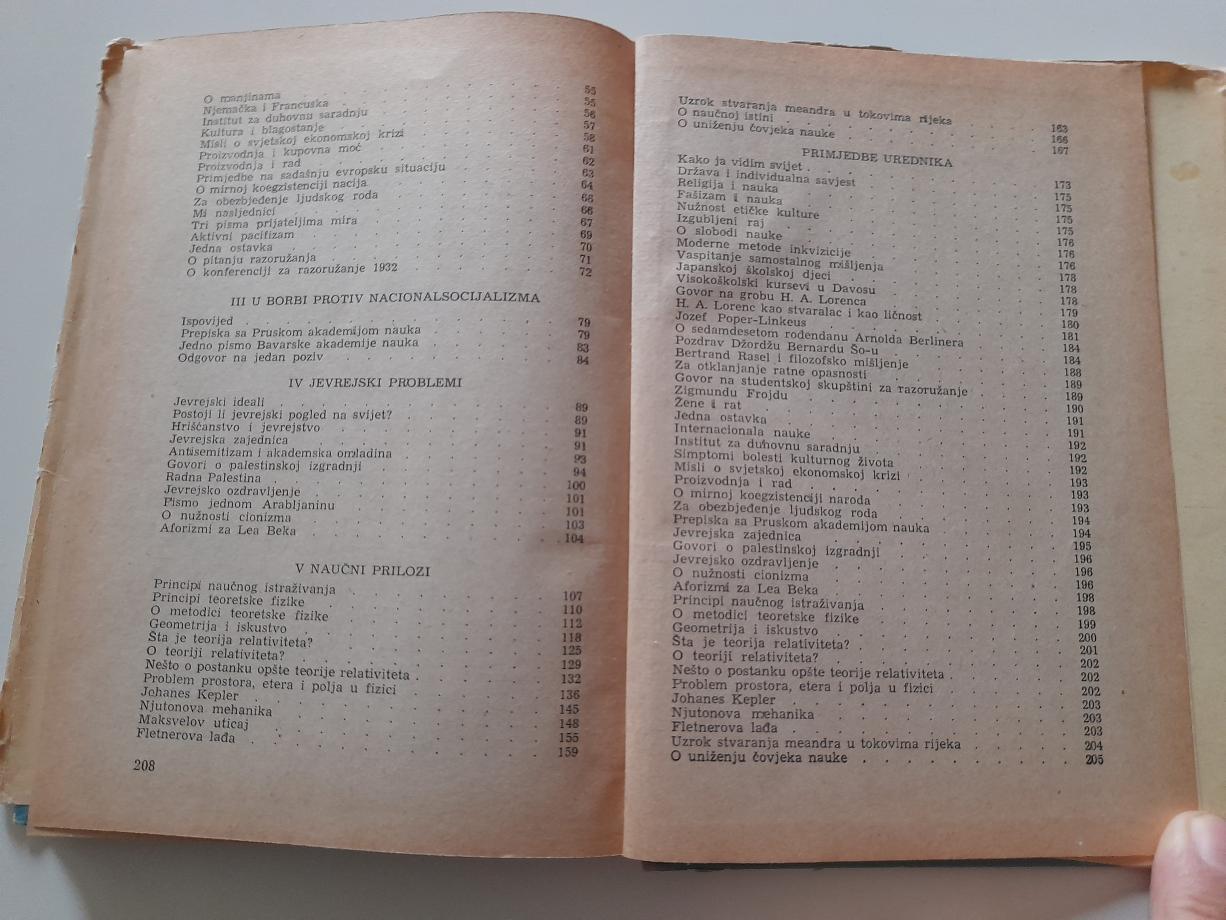 O manjinama . . . . . 55
Njemačka i Francuska . . . . . 55
Institut za duhovnu saradnju . . . . . 56
Kultura i blagostanje . . . . . 57
Misli o svjetskoj ekonomskoj krizi . . . . . 58
Proizvodnja i kupovna moć . . . . . 61
Proizvodnja i rad . . . . . 62
Primjedbe na sadašnju evropsku situaciju . . . . . 63
O mirnoj koegzistenciji nacija . . . . . 64
Za obezbjeđenje ljudskog roda . . . . . 66
Mi nasljednici . . . . . 66
Tri pisma prijateljima mira . . . . . 67
Aktivni pacifizam . . . . . 69
Jedna ostavka . . . . . 70
O pitanju razoružanja . . . . . 71
O konferenciji za razoružanje 1932 . . . . . 72
III U BORBI PROTIV NACIONALSOCIJALIZMA
Ispovijed . . . . . 79
Prepiska sa Pruskom akademijom nauka . . . . . 79
Jedno pismo Bavarske akademije nauka . . . . . 83
Odgovor na jedan poziv . . . . . 84
IV JEVREJSKI PROBLEMI
Jevrejski ideali . . . . . 89
Postoji li jevrejski pogled na svijet? . . . . . 89
Hrišćanstvo i jevrejstvo . . . . . 91
Jevrejska zajednica . . . . . 91
Antisemitizam i akademska omladina . . . . . 93
Govori o palestinskoj izgradnji . . . . . 94
Radna Palestina . . . . . 100
Jevrejsko ozdravljenje . . . . . 101
Pismo jednom Arabljaninu . . . . . 101
O nužnosti cionizma . . . . . 103
Aforizmi za Lea Beka . . . . . 104
V NAUČNI PRILOZI
Principi naučnog istraživanja . . . . . 107
Principi teoretske fizike . . . . . 110
O metodici teoretske fizike . . . . . 112
Geometrija i iskustvo . . . . . 118
Šta je teorija relativiteta? . . . . . 125
O teoriji relativiteta? . . . . . 129
Nešto o postanku opšte teorije relativiteta . . . . . 132
Problem prostora, etera i polja u fizici . . . . . 136
Johanes Kepler . . . . . 145
Njutonova mehanika . . . . . 148
Maksvelov uticaj . . . . . 155
Fletnerova lađa . . . . . 159
208
Uzrok stvaranja meandra u tokovima rijeka . . . . . 163
O naučnoj istini . . . . . 166
O uniženju čovjeka nauke . . . . . 167
PRIMJEDBE UREDNIKA
Kako ja vidim svijet . . . . . 173
Država i individualna savjest . . . . . 175
Religija i nauka . . . . . 175
Fašizam i nauka . . . . . 175
Nužnost etičke kulture . . . . . 175
Izgubljeni raj . . . . . 176
O slobodi nauke . . . . . 176
Moderne metode inkvizicije . . . . . 178
Vaspitanje samostalnog mišljenja . . . . . 178
Japanskoj školskoj djeci . . . . . 178
Visokoškolski kursevi u Davosu . . . . . 179
Govor na grobu H. A. Lorenca . . . . . 180
H. A. Lorenc kao stvaralac i kao ličnost . . . . . 181
Jozef Poper-Linkeus . . . . . 184
O sedamdesetom rođendanu Arnolda Berlinera . . . . . 184
Pozdrav Džordžu Bernardu Šo-u . . . . . 188
Bertrand Rasel i filozofsko mišljenje . . . . . 189
Za otklanjanje ratne opasnosti . . . . . 189
Govor na studentskoj skupštini za razoružanje . . . . . 190
Zigmundu Frojdu . . . . . 191
Žene i rat . . . . . 191
Jedna ostavka . . . . . 192
Internacionala nauke . . . . . 192
Institut za duhovnu saradnju . . . . . 192
Simptomi bolesti kulturnog života . . . . . 193
Misli o svjetskoj ekonomskoj krizi . . . . . 193
Proizvodnja i rad . . . . . 193
O mirnoj koegzistenciji naroda . . . . . 194
Za obezbjeđenje ljudskog roda . . . . . 194
Prepiska sa Pruskom akademijom nauka . . . . . 195
Jevrejska zajednica . . . . . 196
Govori o palestinskoj izgradnji . . . . . 196
Jevrejsko ozdravljenje . . . . . 196
O nužnosti cionizma . . . . . 198
Aforizmi za Lea Beka . . . . . 198
Principi naučnog istraživanja . . . . . 199
O metodici teoretske fizike . . . . . 200
Geometrija i iskustvo . . . . . 201
Šta je teorija relativiteta? . . . . . 202
O teoriji relativiteta? . . . . . 202
Nešto o postanku opšte teorije relativiteta . . . . . 202
Problem prostora, etera i polja u fizici . . . . . 203
Johanes Kepler . . . . . 203
Njutonova mehanika . . . . . 203
Fletnerova lađa . . . . .
Uzrok stvaranja meandra u tokovima rijeka . . . . . 204
O uniženju čovjeka nauke . . . . . 205